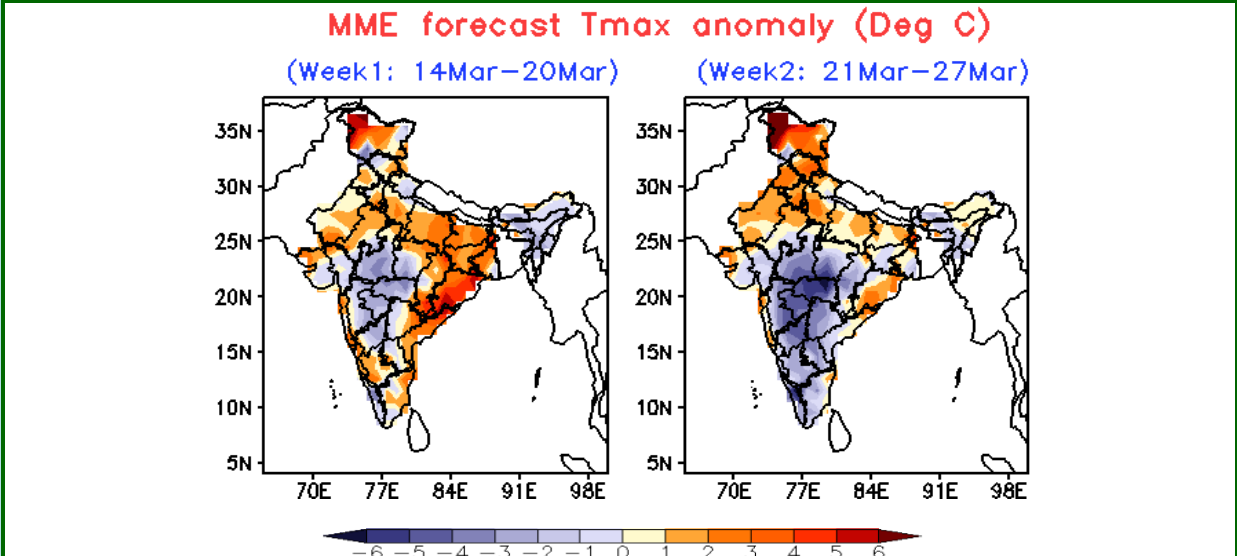 MME forecast Tmax anomaly (Deg C)
(Week1: 14Mar–20Mar) (Week2: 21Mar–27Mar)
35N 35N
30N 30N
25N 25N
20N 20N
15N 15N
10N 10N
5N 5N
70E 77E 84E 91E 98E 70E 77E 84E 91E 98E
−6 −5 −4 −3 −2 −1 0 1 2 3 4 5 6